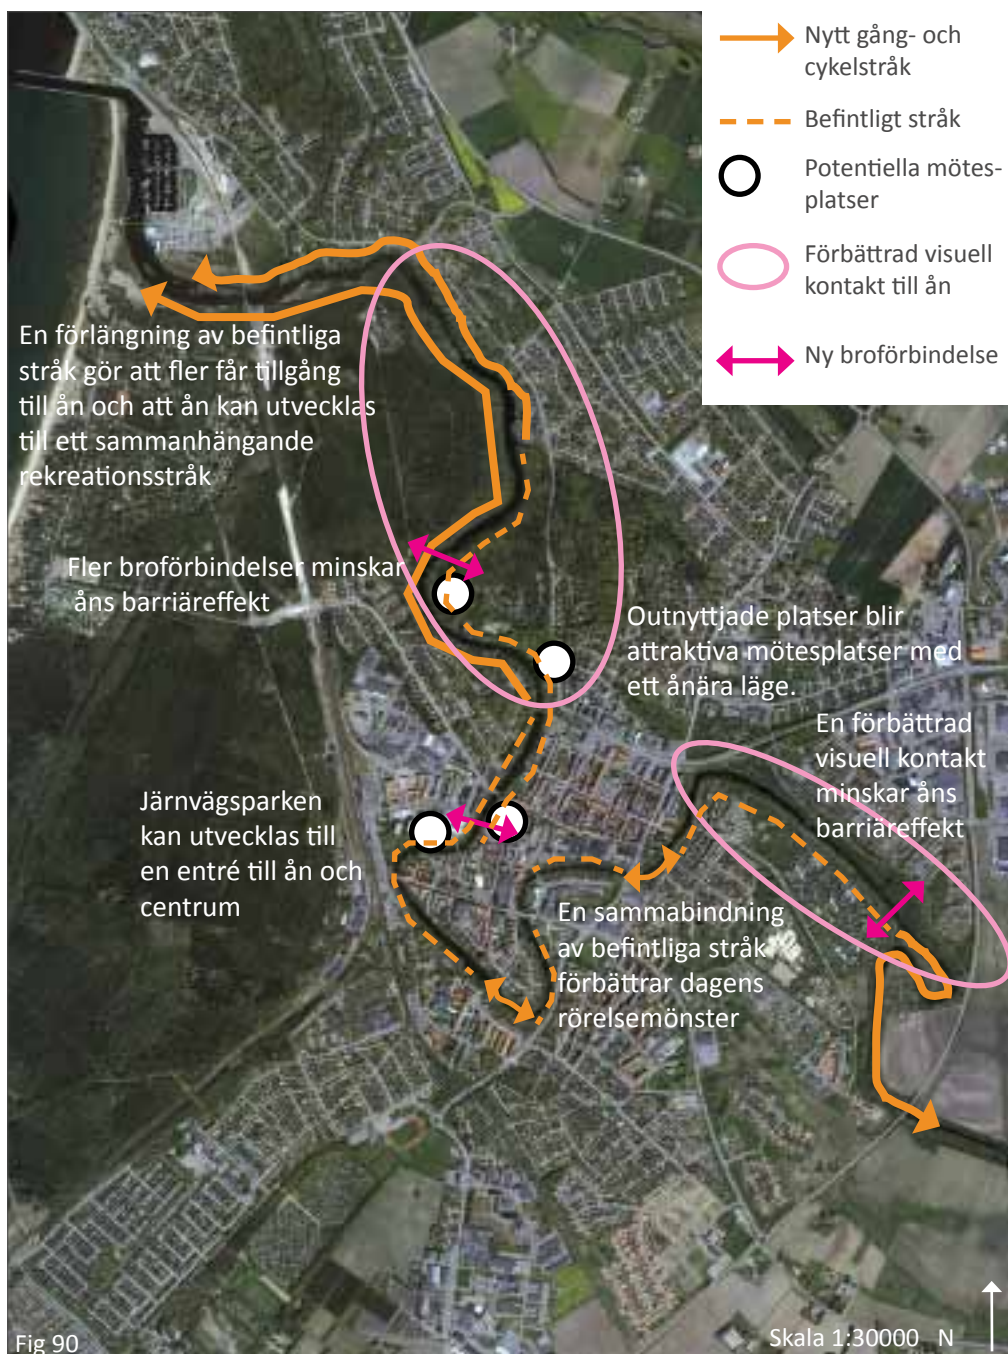 Nytt gång- och
cykelstråk
Befintligt stråk
Potentiella mötes-
platser
Förbättrad visuell
kontakt till ån
Ny broförbindelse
En förlängning av befintliga
stråk gör att fler får tillgång
till ån och att ån kan utvecklas
till ett sammanhängande
rekreationsstråk
Fler broförbindelser minskar
åns barriäreffekt
Outnyttjade platser blir
attraktiva mötesplatser med
ett ånära läge.
En förbättrad
visuell kontakt
minskar åns
barriäreffekt
Järnvägsparken
kan utvecklas till
en entré till ån och
centrum
En sammabindning
av befintliga stråk
förbättrar dagens
rörelsemönster
Fig 90
Skala 1:30000 N